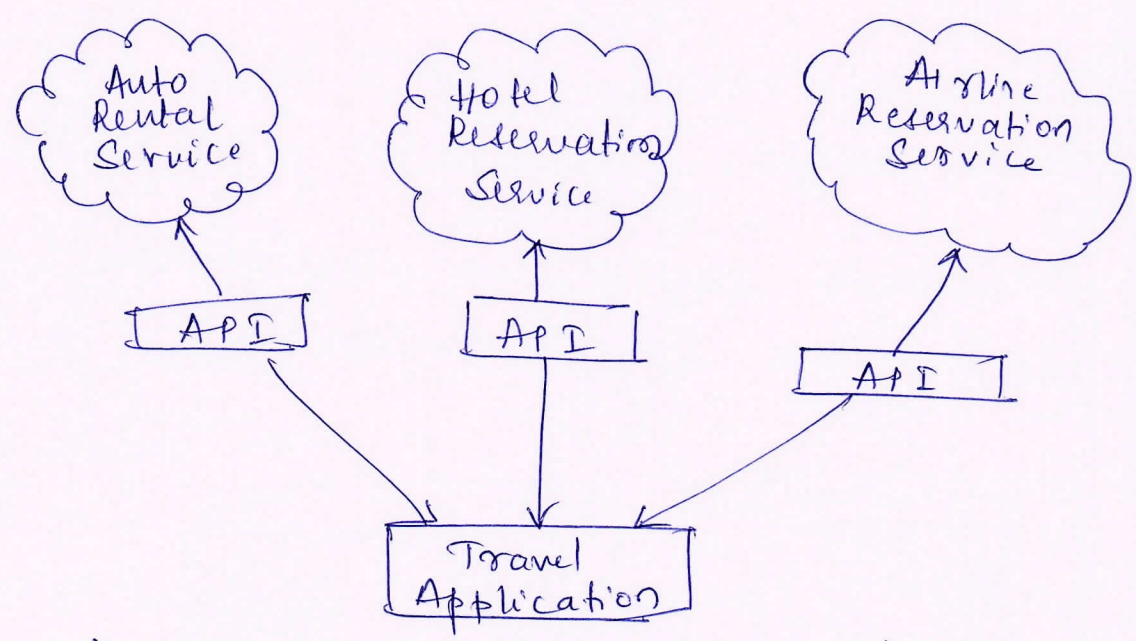 Auto
Rental
Service
Hotel
Reservation
Service
Airline
Reservation
Service
API
API
API
Travel
Application